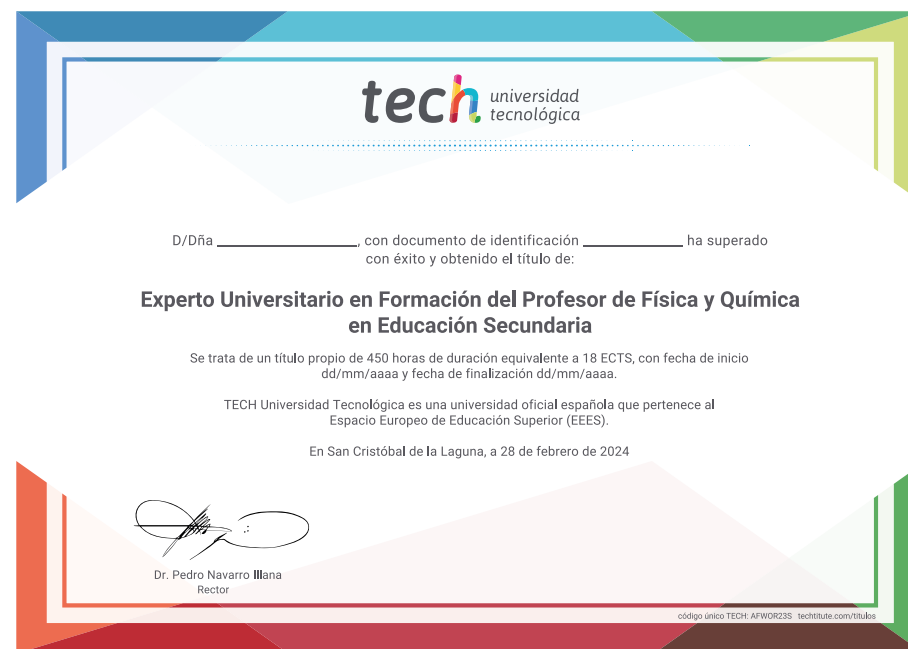 tech universidad
tecnológica
D/Dña ____________________, con documento de identificación ______________ ha superado
con éxito y obtenido el título de:
Experto Universitario en Formación del Profesor de Física y Química
en Educación Secundaria
Se trata de un título propio de 450 horas de duración equivalente a 18 ECTS, con fecha de inicio
dd/mm/aaaa y fecha de finalización dd/mm/aaaa.
TECH Universidad Tecnológica es una universidad oficial española que pertenece al
Espacio Europeo de Educación Superior (EEES).
En San Cristóbal de la Laguna, a 28 de febrero de 2024
Dr. Pedro Navarro Illana
Rector
código único TECH: AFWOR23S techtitute.com/titulos